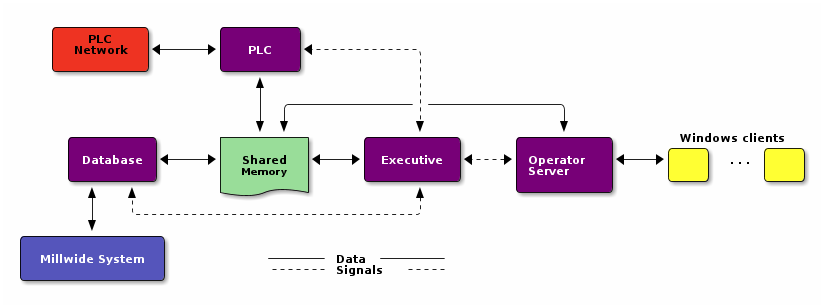 PLC
Network
PLC
Windows clients
Database
Shared
Memory
Executive
Operator
Server
...
Millwide System
Data
Signals